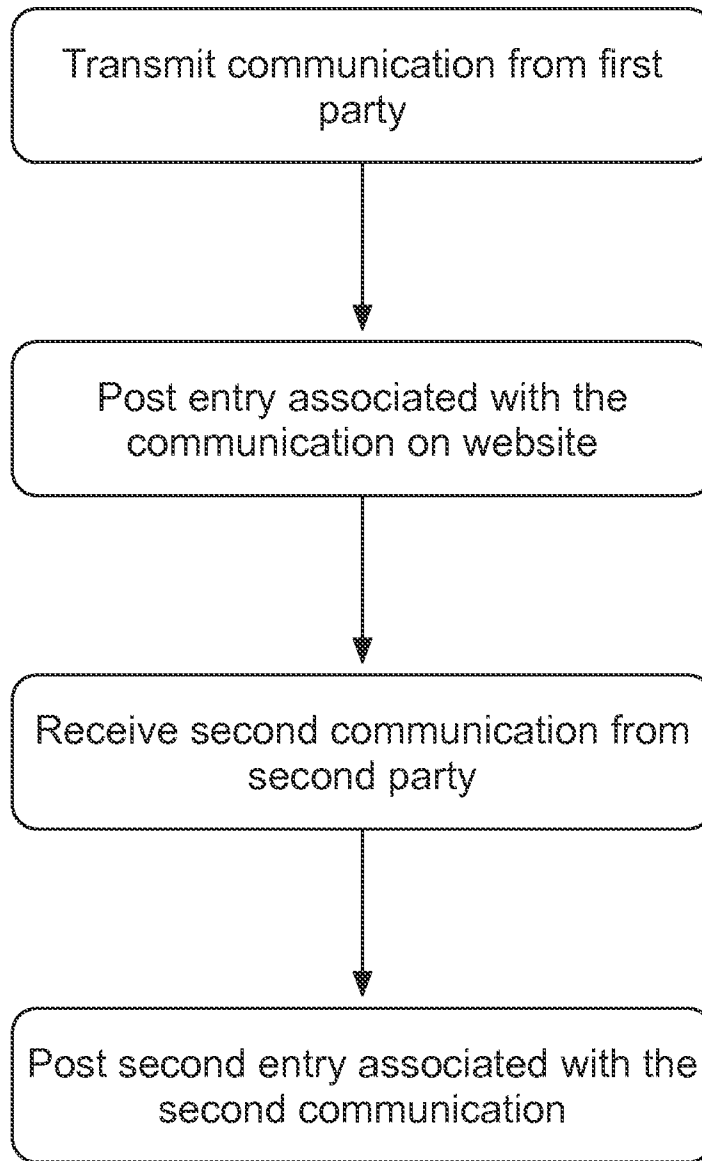 Transmit communication from first
party
Post entry associated with the
communication on website
Receive second communication from
second party
Post second entry associated with the
second communication